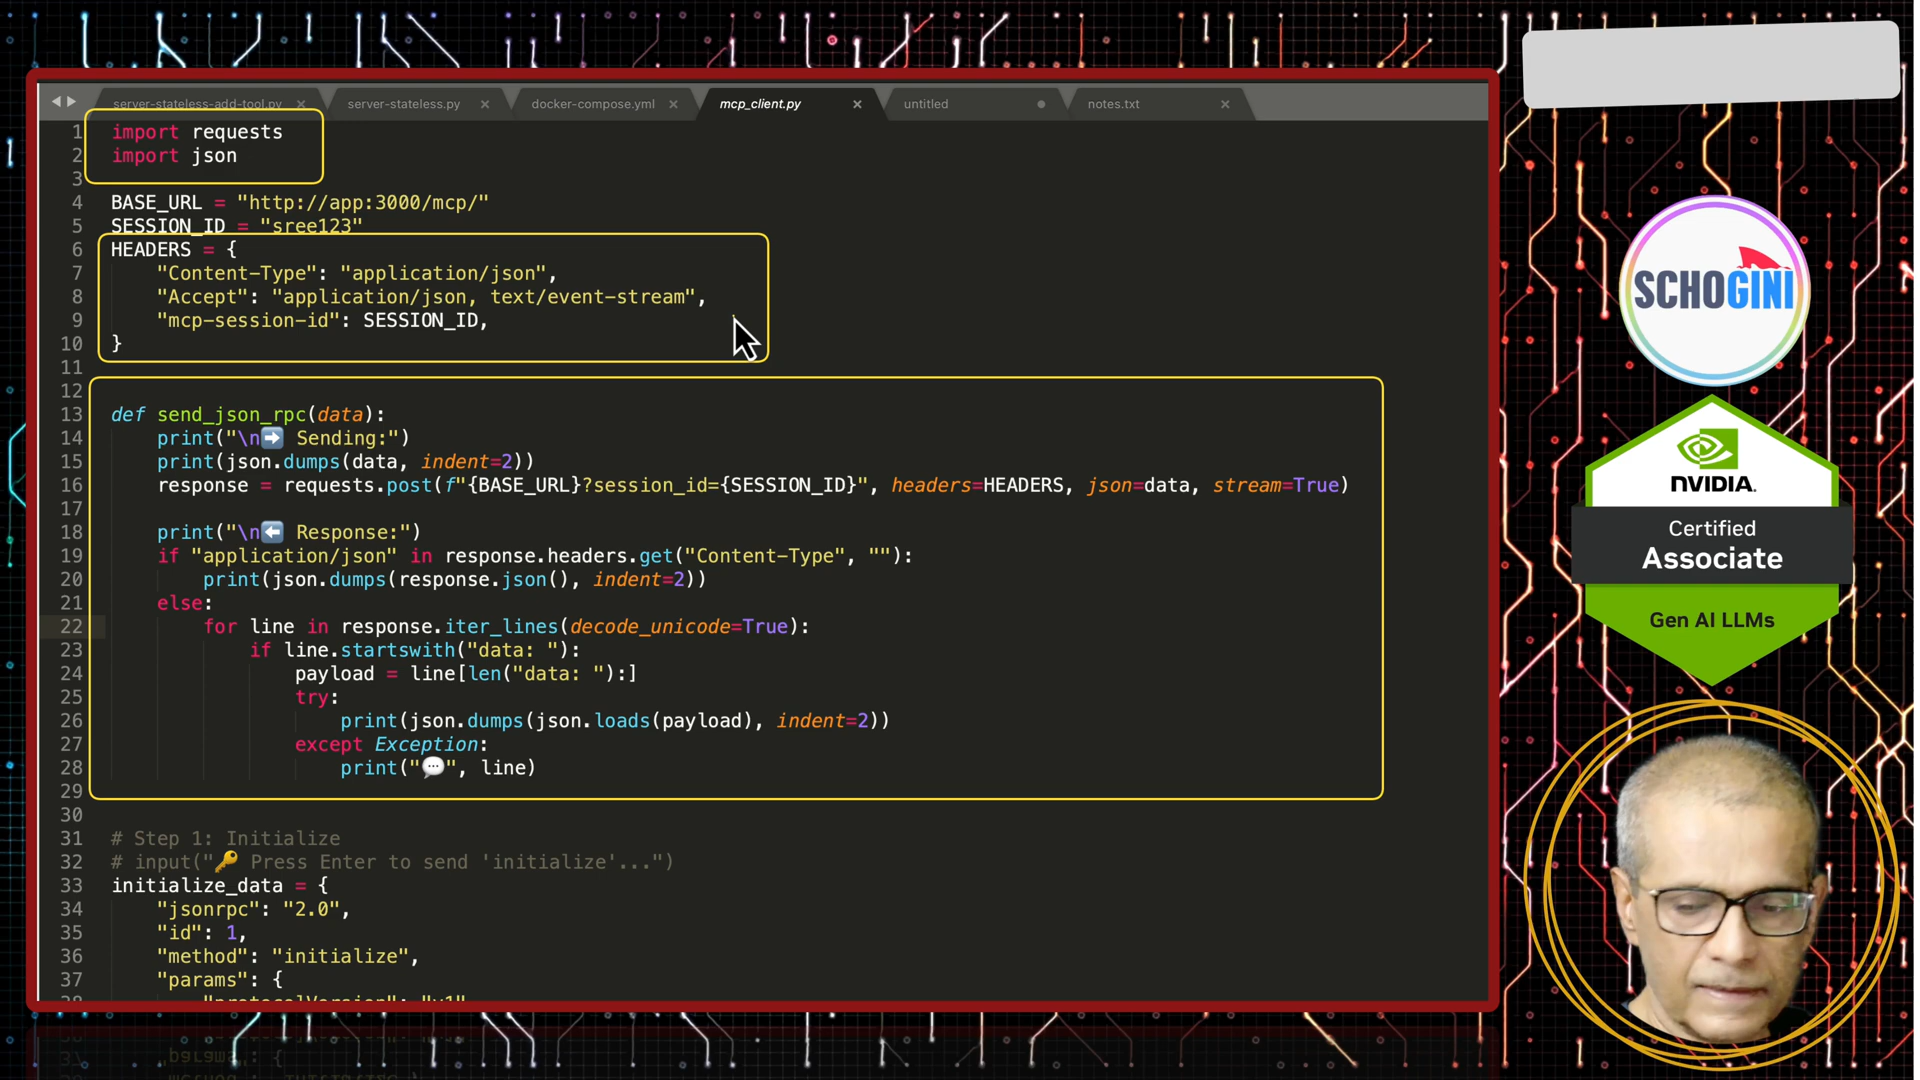 server-stateless-add-tool.py
server-stateless.py
docker-compose.yml
mcp_client.py
untitled
notes.txt
1 import requests
2 import json
3
4 BASE_URL = "http://app:3000/mcp/"
5 SESSION_ID = "sree123"
6 HEADERS = {
7 "Content-Type": "application/json",
8 "Accept": "application/json, text/event-stream",
9 "mcp-session-id": SESSION_ID,
10 }
11
12
13 def send_json_rpc(data):
14 print("\n➡️ Sending:")
15 print(json.dumps(data, indent=2))
16 response = requests.post(f"{BASE_URL}?session_id={SESSION_ID}", headers=HEADERS, json=data, stream=True)
17
18 print("\n⬅️ Response:")
19 if "application/json" in response.headers.get("Content-Type", ""):
20 print(json.dumps(response.json(), indent=2))
21 else:
22 for line in response.iter_lines(decode_unicode=True):
23 if line.startswith("data: "):
24 payload = line[len("data: "):]
25 try:
26 print(json.dumps(json.loads(payload), indent=2))
27 except Exception:
28 print("💬", line)
29
30
31 # Step 1: Initialize
32 # input("🔑 Press Enter to send 'initialize'...")
33 initialize_data = {
34 "jsonrpc": "2.0",
35 "id": 1,
36 "method": "initialize",
37 "params": {
38 "protocolVersion": "v1"
SCHOGINI
NVIDIA.
Certified
Associate
Gen AI LLMs